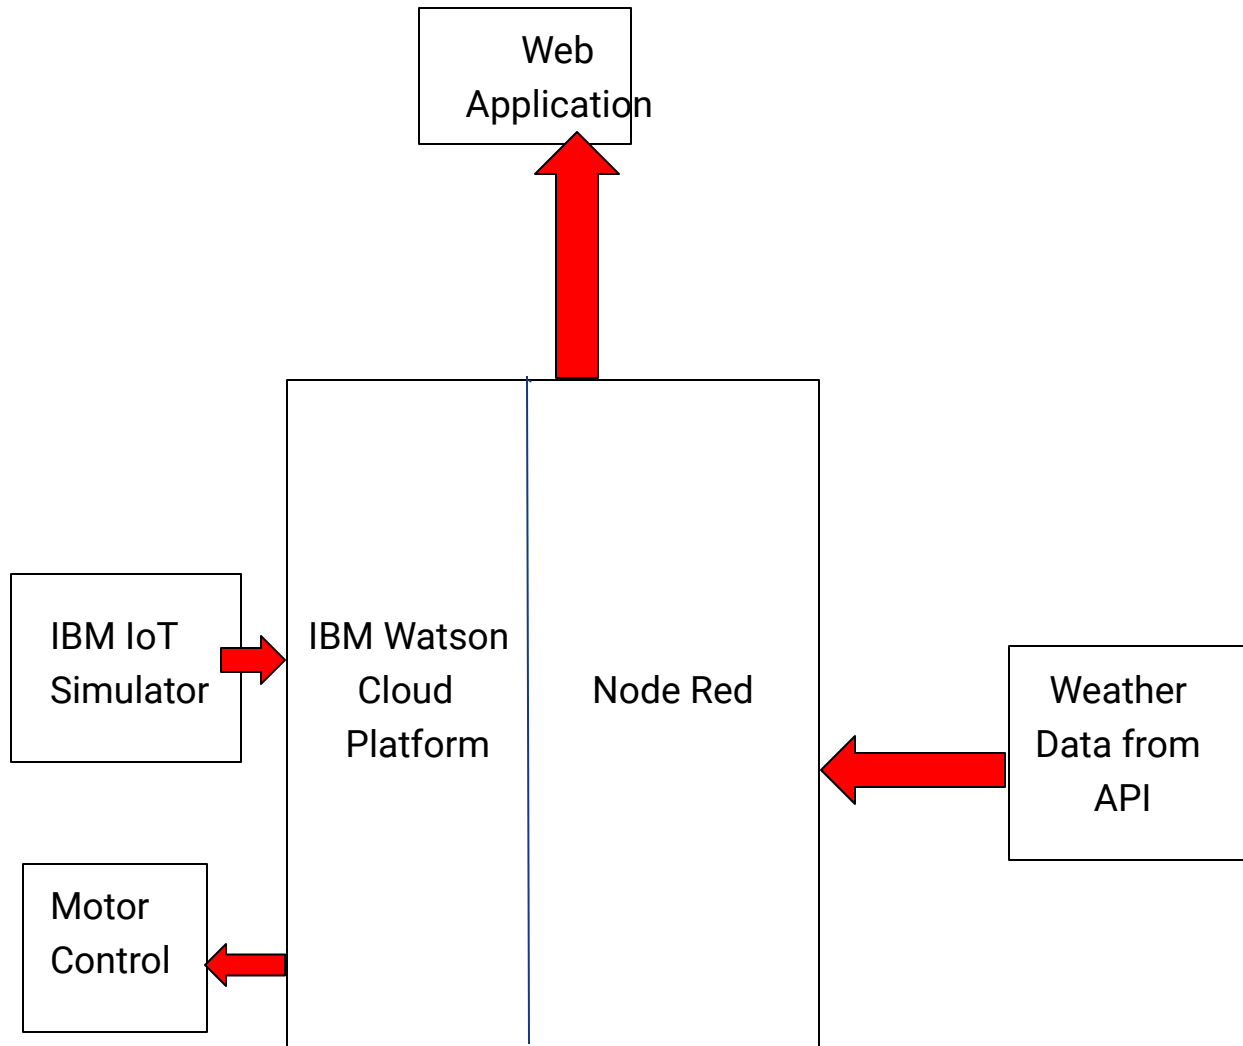 Web
Application
IBM IoT
Simulator
IBM Watson
Cloud
Platform
Node Red
Weather
Data from
API
Motor
Control